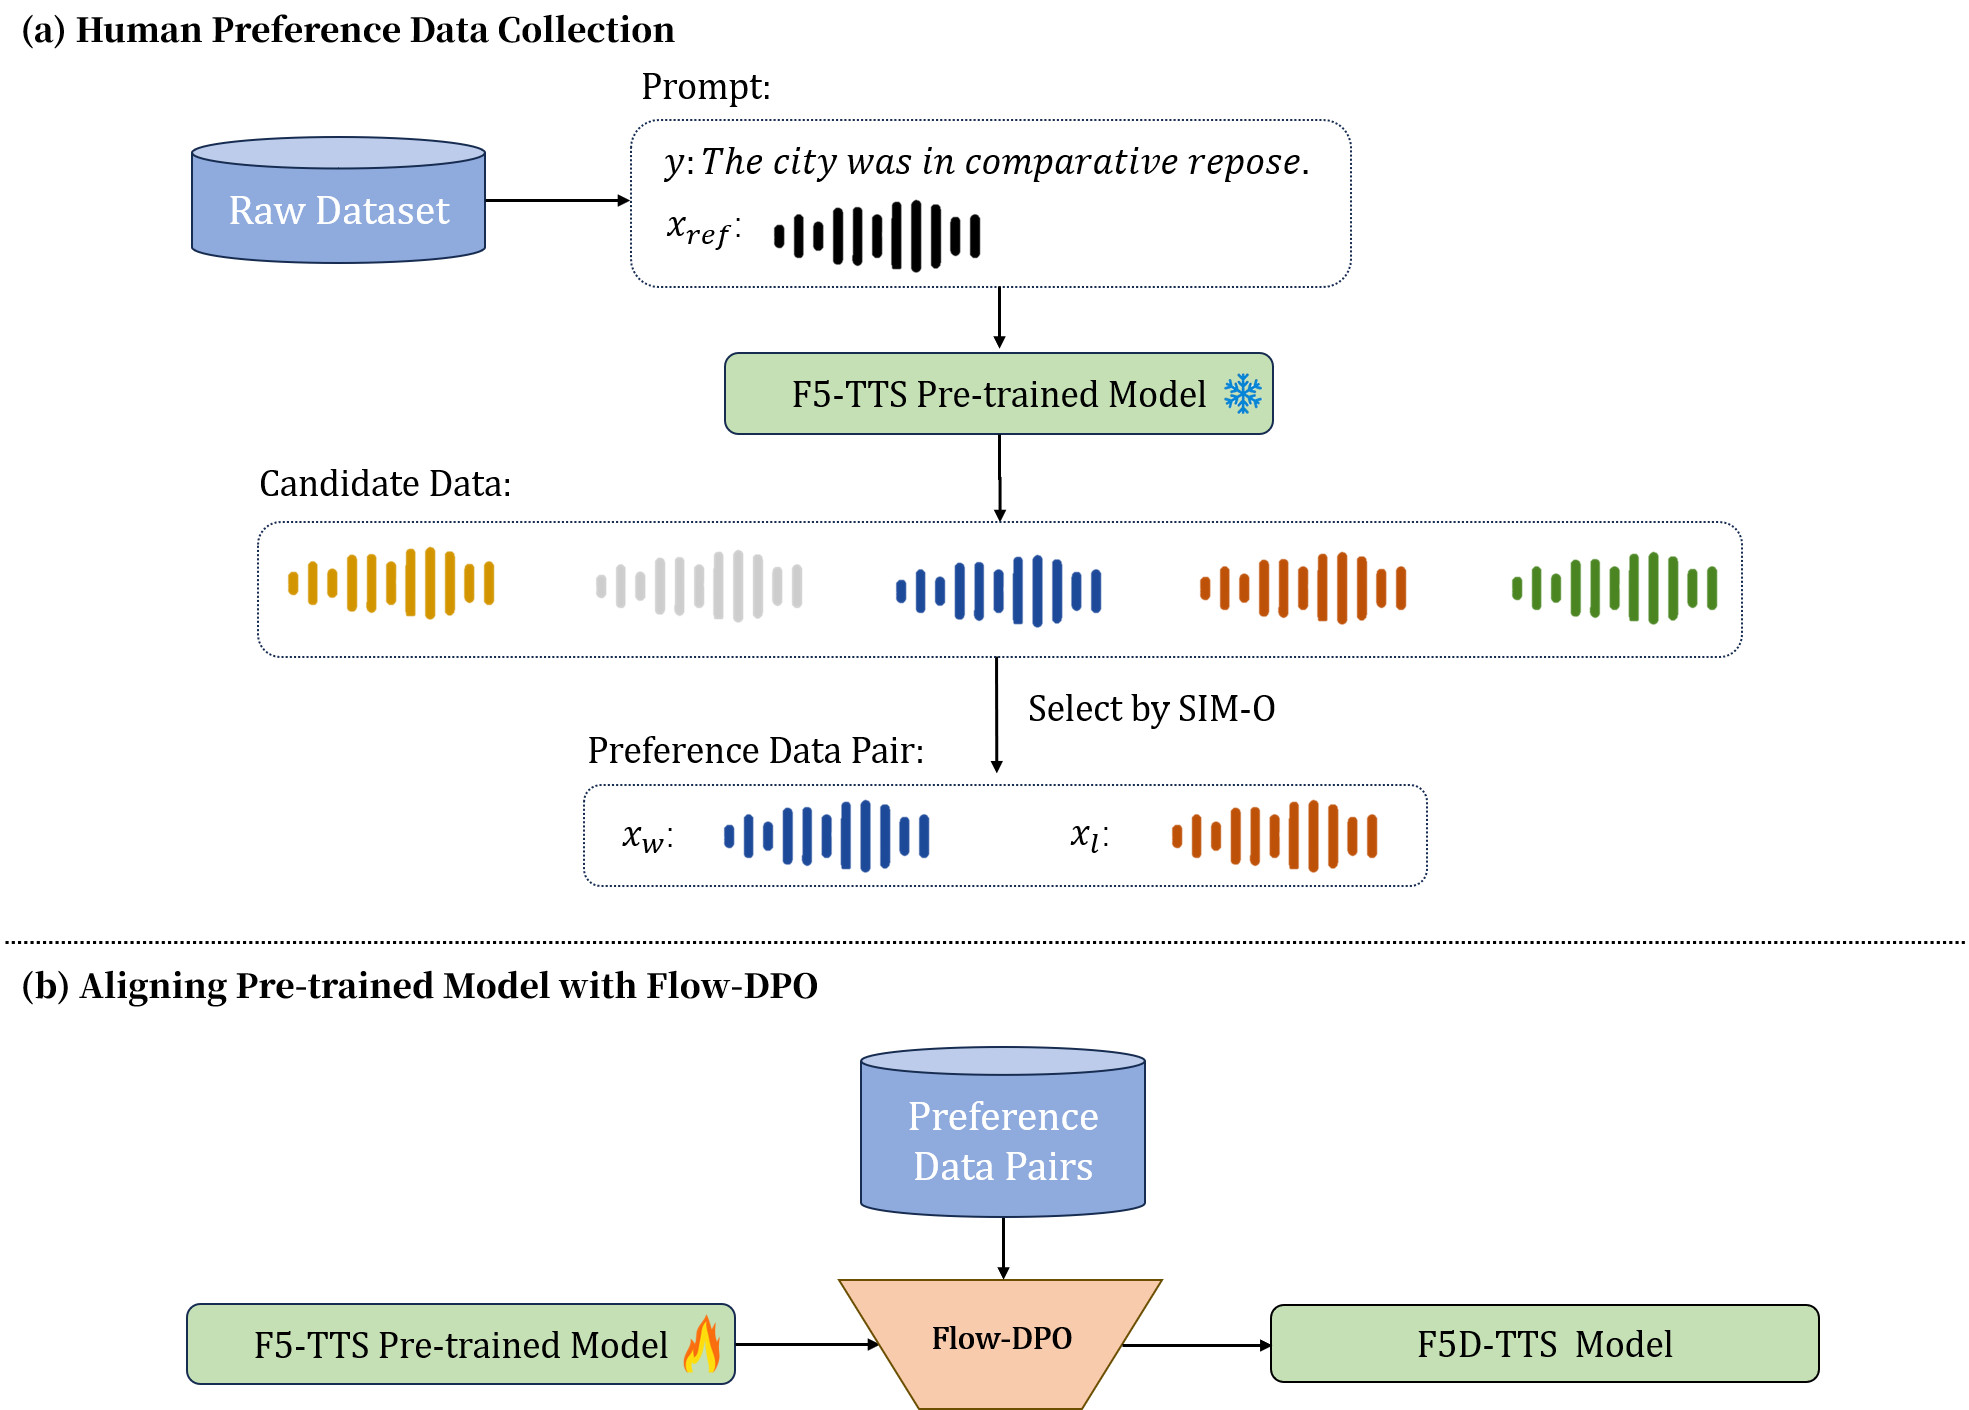 (a) Human Preference Data Collection
Prompt:
Raw Dataset
y: The city was in comparative repose.
x_ref:
F5-TTS Pre-trained Model
Candidate Data:
Select by SIM-O
Preference Data Pair:
x_w:
x_l:
(b) Aligning Pre-trained Model with Flow-DPO
Preference
Data Pairs
F5-TTS Pre-trained Model
Flow-DPO
F5D-TTS Model